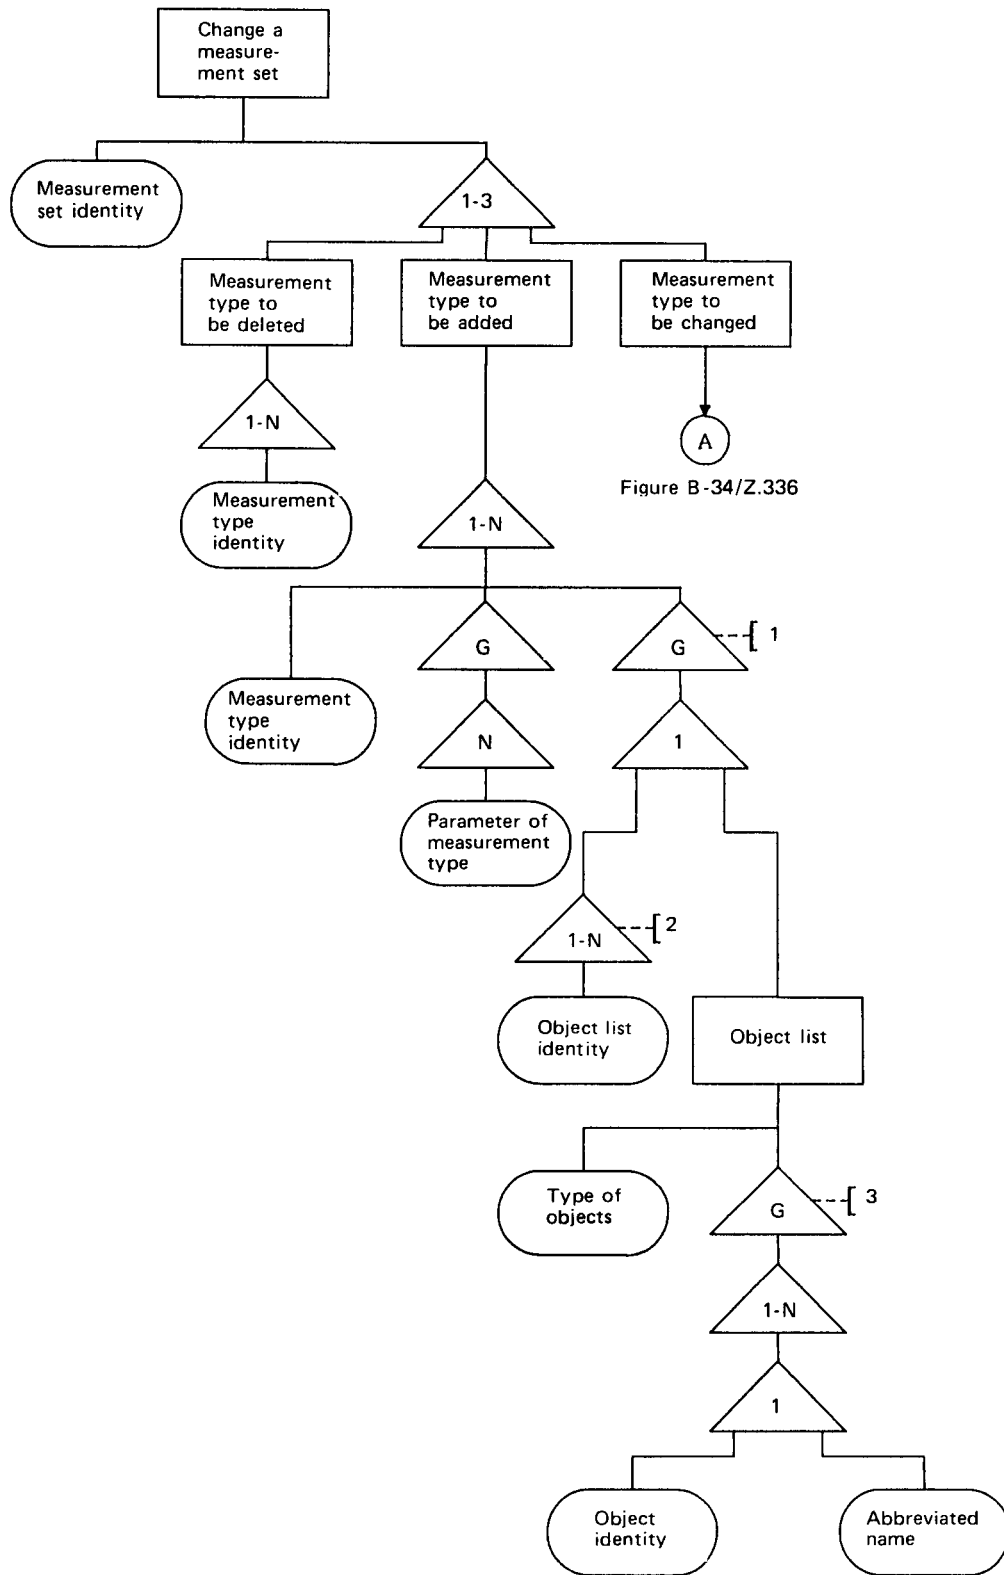 Change a
measure-
ment set
Measurement
set identity
1-3
Measurement
type to
be deleted
Measurement
type to
be added
Measurement
type to
be changed
1-N
A
Figure B-34/Z.336
Measurement
type
identity
1-N
G
G
1
Measurement
type
identity
N
1
Parameter of
measurement
type
1-N
2
Object list
identity
Object list
Type of
objects
G
3
1-N
1
Object
identity
Abbreviated
name